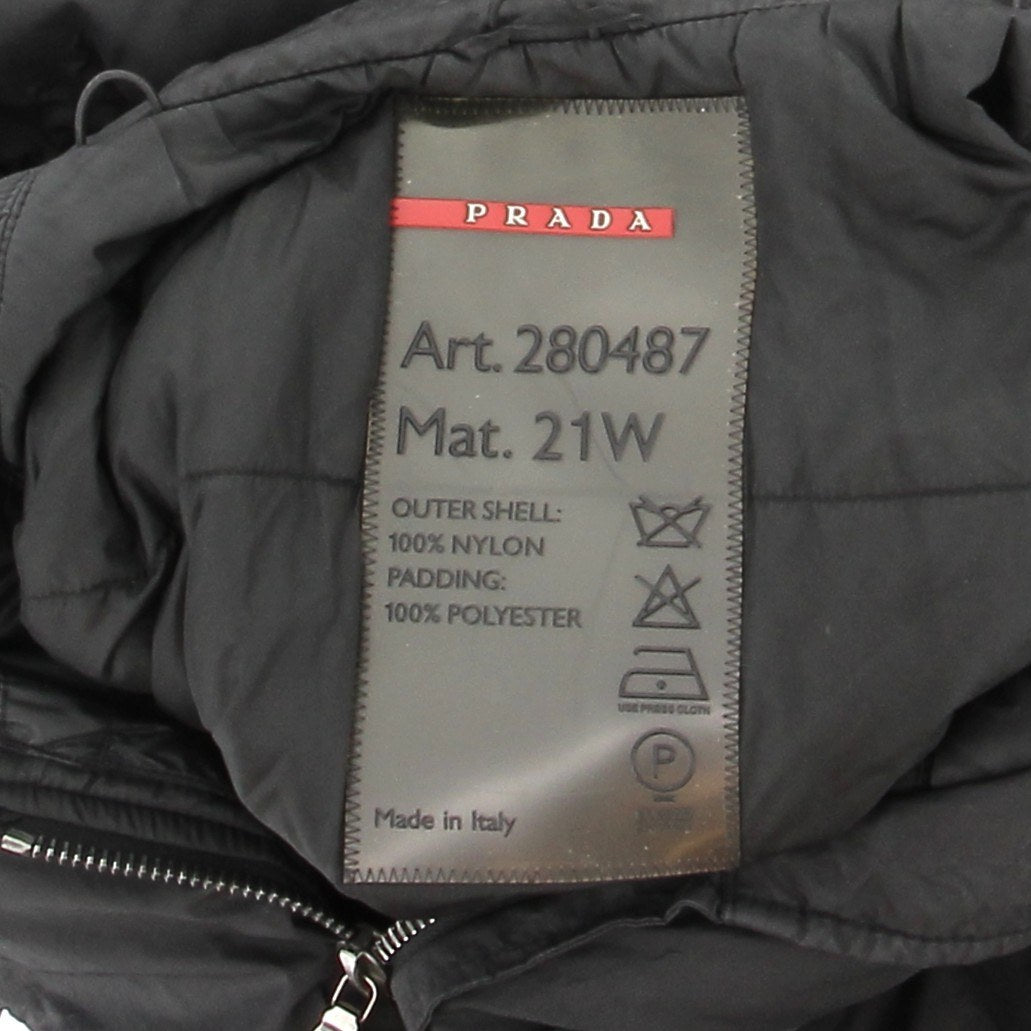 PRADA
Art. 280487
Mat. 21W
OUTER SHELL:
100% NYLON
PADDING:
100% POLYESTER
USE PRESS CLOTH
P
Made in Italy